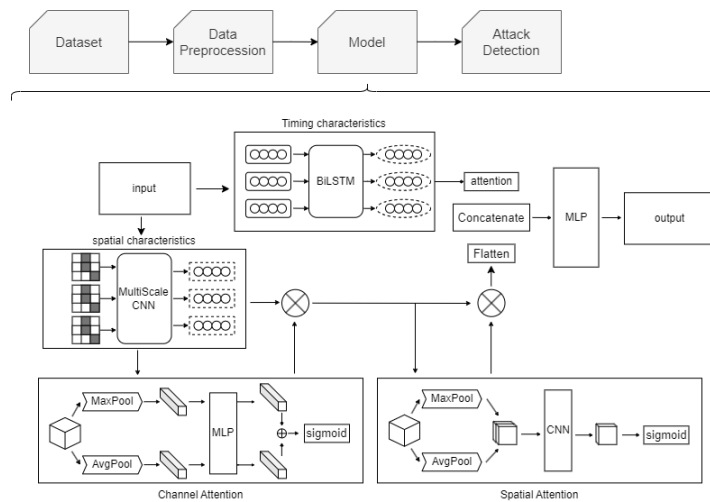 Dataset
Data
Preprocession
Model
Attack
Detection
Timing characteristics
BiLSTM
input
attention
Concatenate
MLP
output
spatial characteristics
MultiScale
CNN
Flatten
MaxPool
AvgPool
MLP
sigmoid
Channel Attention
MaxPool
AvgPool
CNN
sigmoid
Spatial Attention